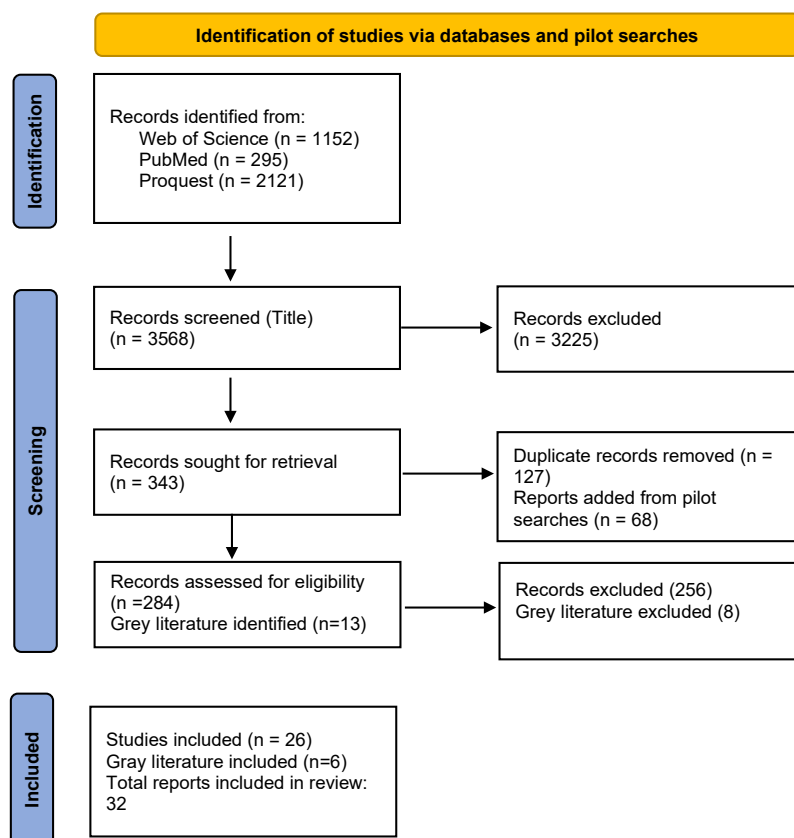 Identification of studies via databases and pilot searches
Identification
Records identified from:
Web of Science (n = 1152)
PubMed (n = 295)
Proquest (n = 2121)
Screening
Records screened (Title)
(n = 3568)
Records excluded
(n = 3225)
Records sought for retrieval
(n = 343)
Duplicate records removed (n =
127)
Reports added from pilot
searches (n = 68)
Records assessed for eligibility
(n =284)
Grey literature identified (n=13)
Records excluded (256)
Grey literature excluded (8)
Included
Studies included (n = 26)
Gray literature included (n=6)
Total reports included in review:
32